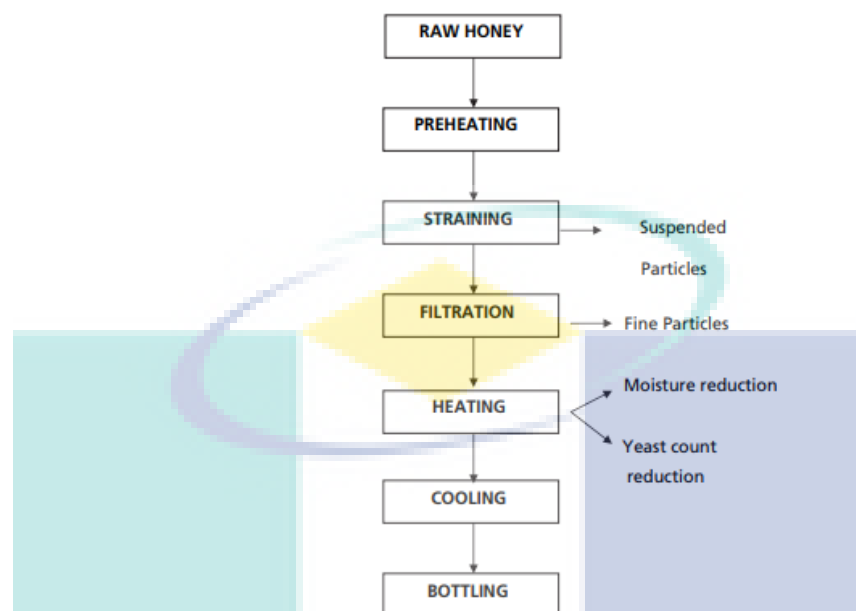 RAW HONEY
PREHEATING
STRAINING
Suspended
Particles
FILTRATION
Fine Particles
Moisture reduction
HEATING
Yeast count
reduction
COOLING
BOTTLING